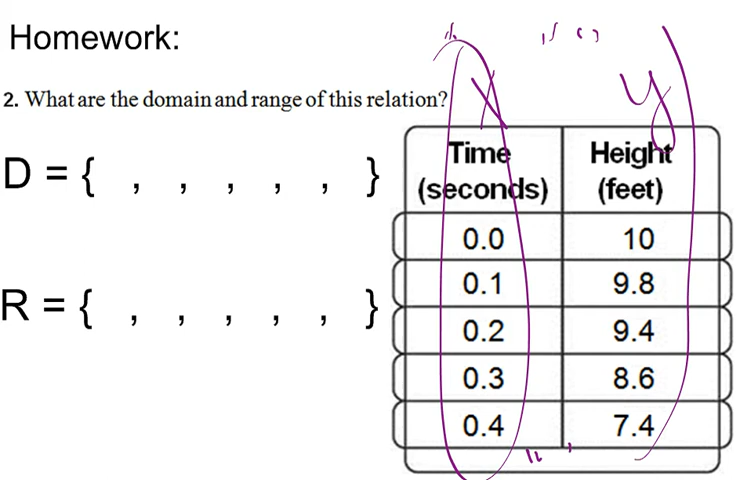 Homework:
2. What are the domain and range of this relation?
D = { , , , , , }
R = { , , , , , }
x y
Time (seconds) Height (feet)
0.0 10
0.1 9.8
0.2 9.4
0.3 8.6
0.4 7.4